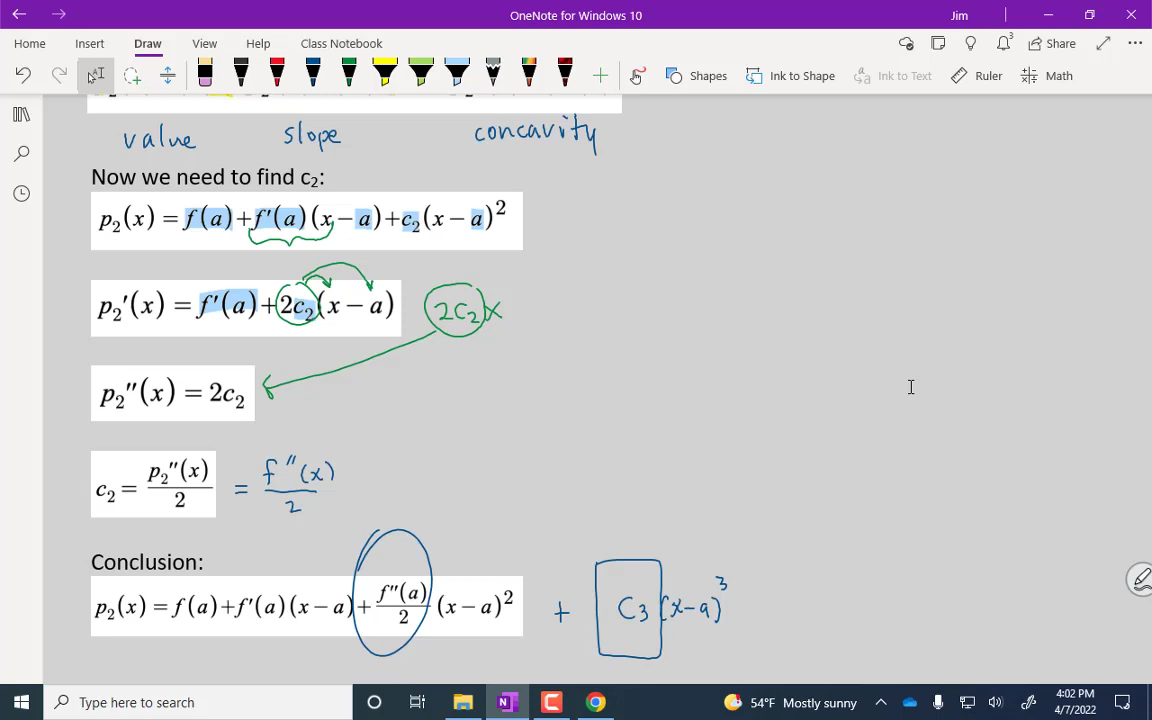 OneNote for Windows 10
Jim
Home Insert Draw View Help Class Notebook
3
Share
Shapes Ink to Shape Ink to Text Ruler Math
value slope concavity
Now we need to find c₂:
p₂(x) = f(a)+f'(a)(x−a)+c₂(x−a)²
p₂'(x) = f'(a)+2c₂(x−a) 2c₂x
p₂''(x) = 2c₂
c₂ = p₂''(x)/2 = f''(x)/2
Conclusion:
p₂(x) = f(a)+f'(a)(x−a)+f''(a)/2 (x−a)² + C₃(x−a)³
Type here to search
54°F Mostly sunny
4:02 PM
4/7/2022